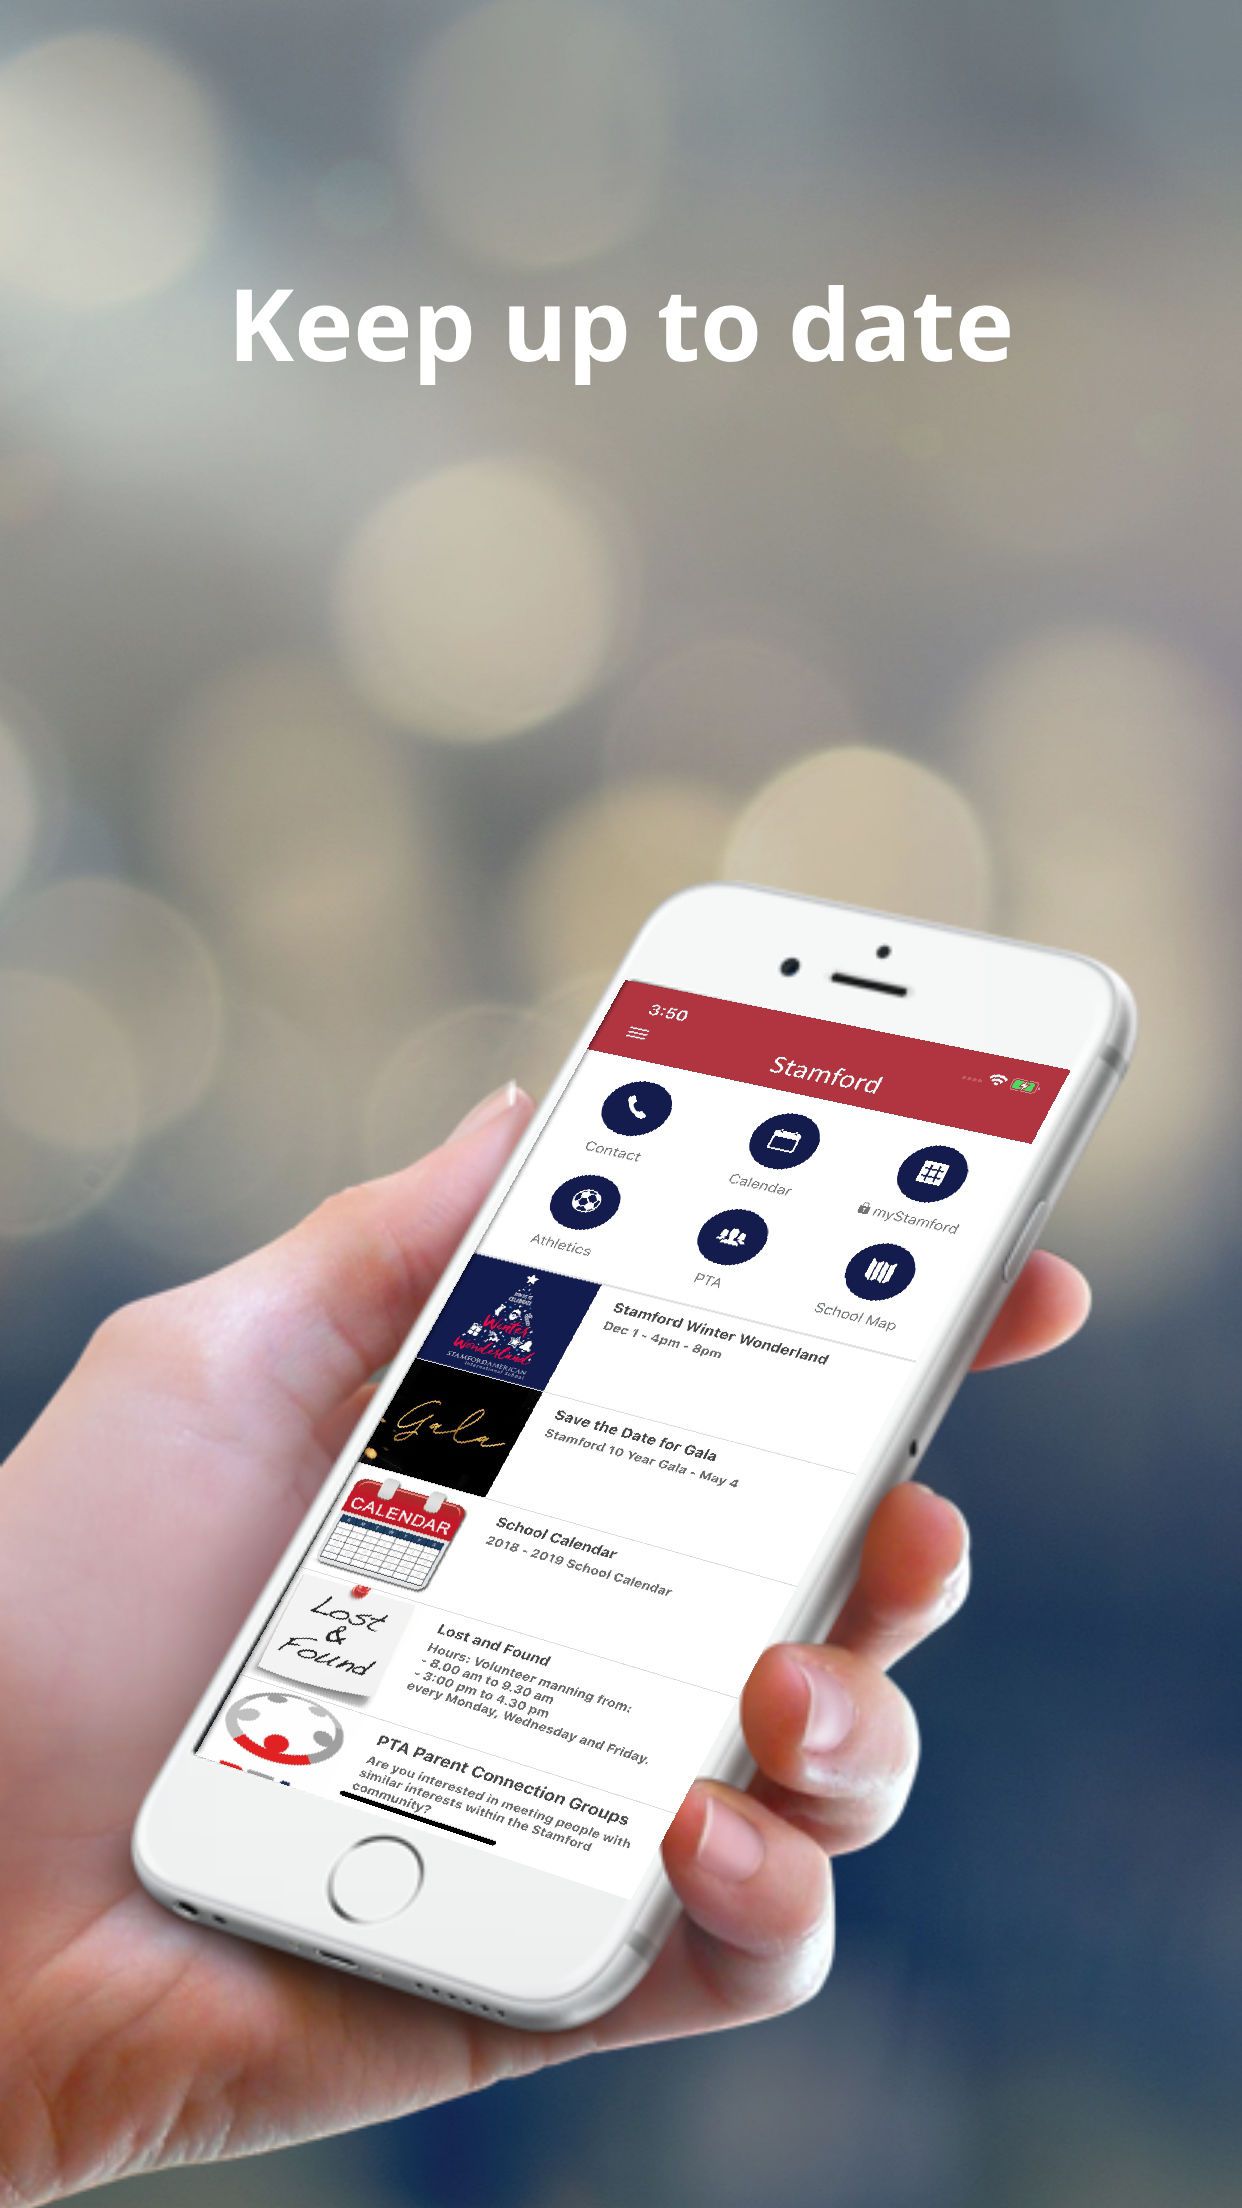 Keep up to date
3:50
Stamford
Contact
Calendar
myStamford
Athletics
PTA
School Map
Winter
Wonderland
STAMFORDAMERICAN
International School
Stamford Winter Wonderland
Dec 1 - 4pm - 8pm
Gala
Save the Date for Gala
Stamford 10 Year Gala - May 4
CALENDAR
School Calendar
2018 - 2019 School Calendar
Lost
&
Found
Lost and Found
Hours: Volunteer manning from:
- 8.00 am to 9.30 am
- 3:00 pm to 4.30 pm
every Monday, Wednesday and Friday.
PTA Parent Connection Groups
Are you interested in meeting people with
similar interests within the Stamford
community?